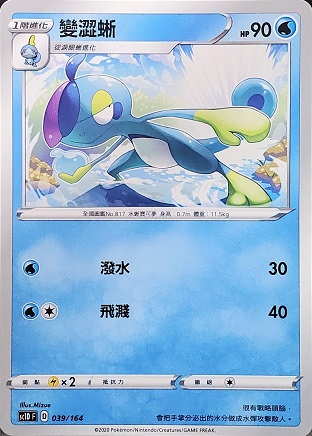 1階進化
變澀蜥
HP 90
從淚眼蜥進化
全國圖鑑No.817 水蜥寶可夢 身高：0.7m 體重：11.5kg
潑水 30
飛濺 40
弱點 ×2 抵抗力 撤退
Illus.Mizue
sc1D F D 039/164
很有戰略頭腦。
會把手掌分泌出的水分做成水彈攻擊敵人。
©2020 Pokémon/Nintendo/Creatures/GAME FREAK.